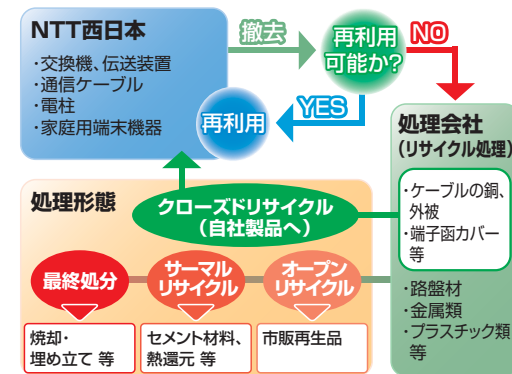 NTT西日本
・交換機、伝送装置
・通信ケーブル
・電柱
・家庭用端末機器
撤去
再利用
可能か?
NO
YES
再利用
処理会社
(リサイクル処理)
・ケーブルの銅、
外被
・端子函カバー
等
・路盤材
・金属類
・プラスチック類
等
処理形態
クローズドリサイクル
(自社製品へ)
最終処分
サーマル
リサイクル
オープン
リサイクル
焼却・
埋め立て 等
セメント材料、
熱還元 等
市販再生品